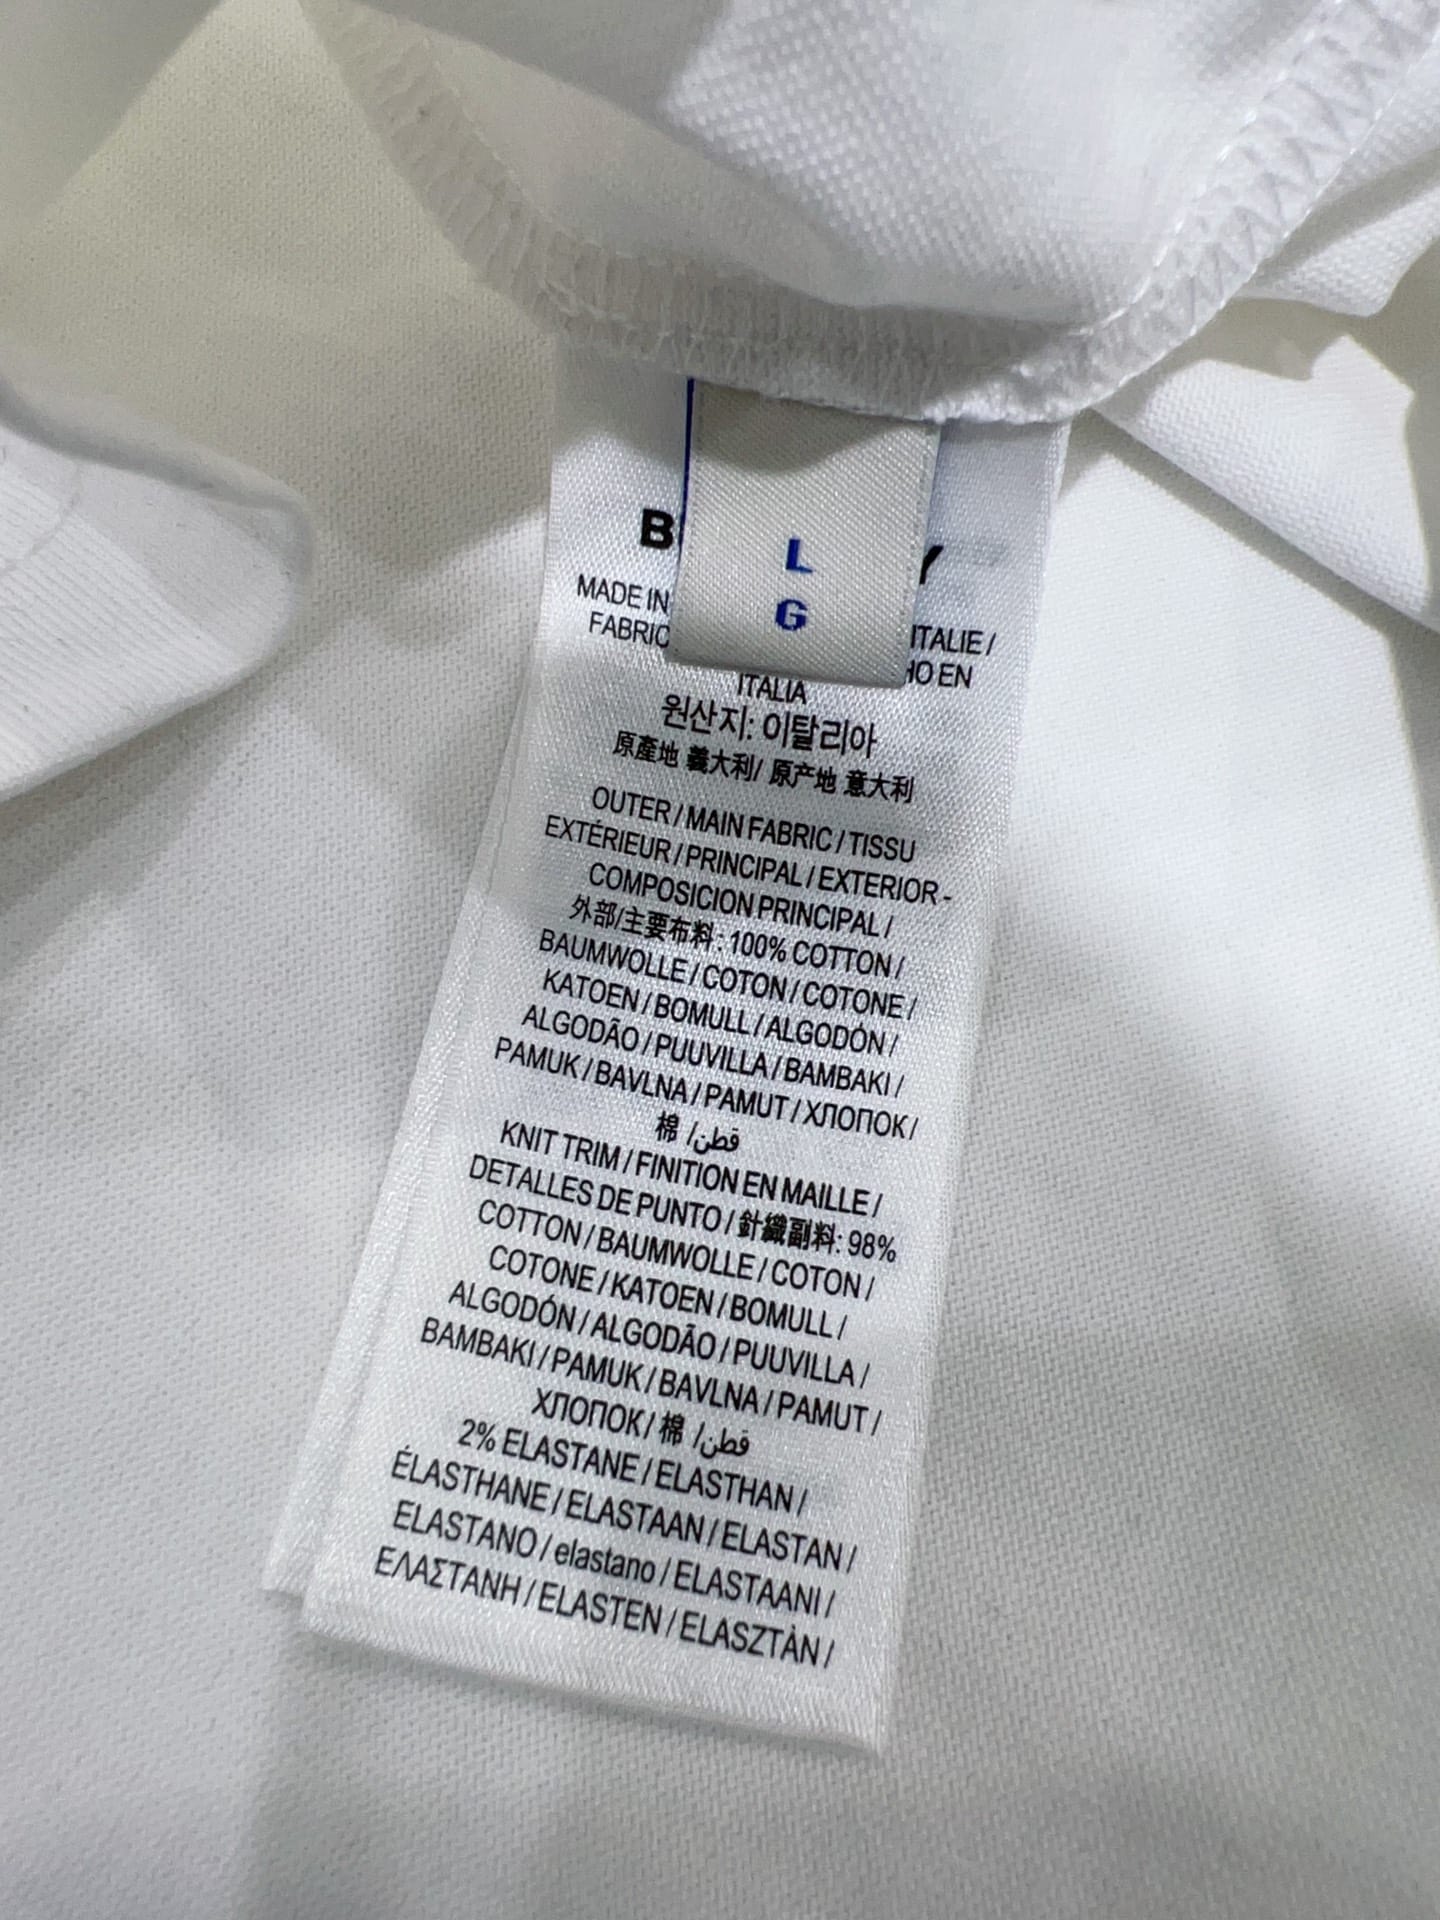 L
G
MADE IN
ITALIE /
FABRIC
HO EN
ITALIA
원산지: 이탈리아
原產地 義大利/ 原产地 意大利
OUTER / MAIN FABRIC / TISSU
EXTÉRIEUR / PRINCIPAL / EXTERIOR -
COMPOSICION PRINCIPAL /
外部/主要布料: 100% COTTON /
BAUMWOLLE / COTON / COTONE /
KATOEN / BOMULL / ALGODÓN /
ALGODÃO / PUUVILLA / BAMBAKI /
PAMUK / BAVLNA / PAMUT / ХЛОПОК /
棉 /قطن
KNIT TRIM / FINITION EN MAILLE /
DETALLES DE PUNTO / 針織副料: 98%
COTTON / BAUMWOLLE / COTON /
COTONE / KATOEN / BOMULL /
ALGODÓN / ALGODÃO / PUUVILLA /
BAMBAKI / PAMUK / BAVLNA / PAMUT /
ХЛОПОК / 棉 /قطن
2% ELASTANE / ELASTHAN /
ÉLASTHANE / ELASTAAN / ELASTAN /
ELASTANO / elastano / ELASTAANI /
ΕΛΑΣΤΑΝΗ / ELASTEN / ELASZTÀN /